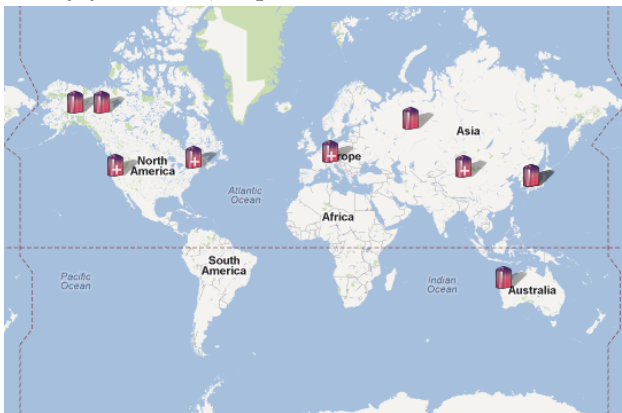 Asia
North
America
rope
Atlantic
Ocean
Africa
South
America
Pacific
Ocean
Indian
Ocean
Australia